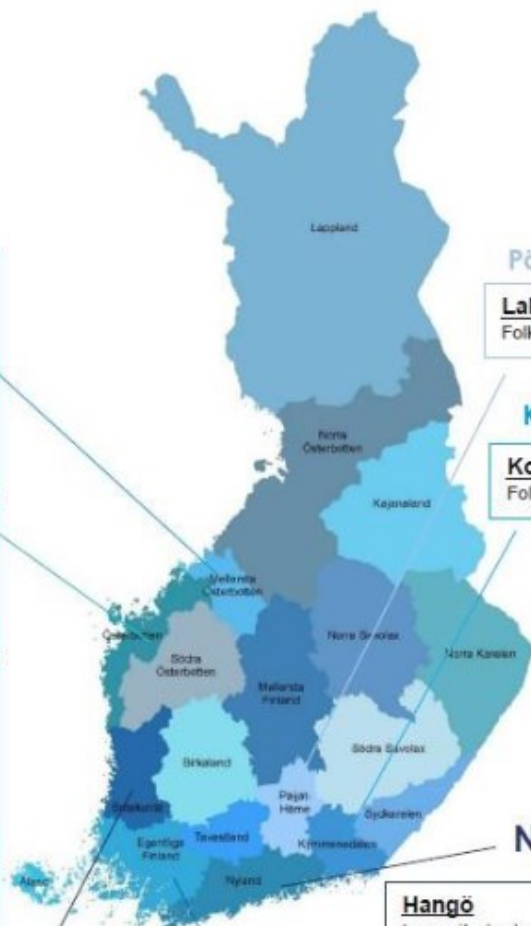 Lappland
Pä
Lal
Folk
K
Norra
Österbotten
Ko
Fol
Kajanaland
Mellersta
Österbotten
Österbotten
Norra Savolax
Södra
Österbotten
Norra Karelen
Mellersta
Finland
Södra Savolax
Birkaland
Päijät-
Häme
Satakunta
Sydkarelen
Tavastland
Kymmenedalen
Egentliga
Finland
N
Nyland
Åland
Hangö